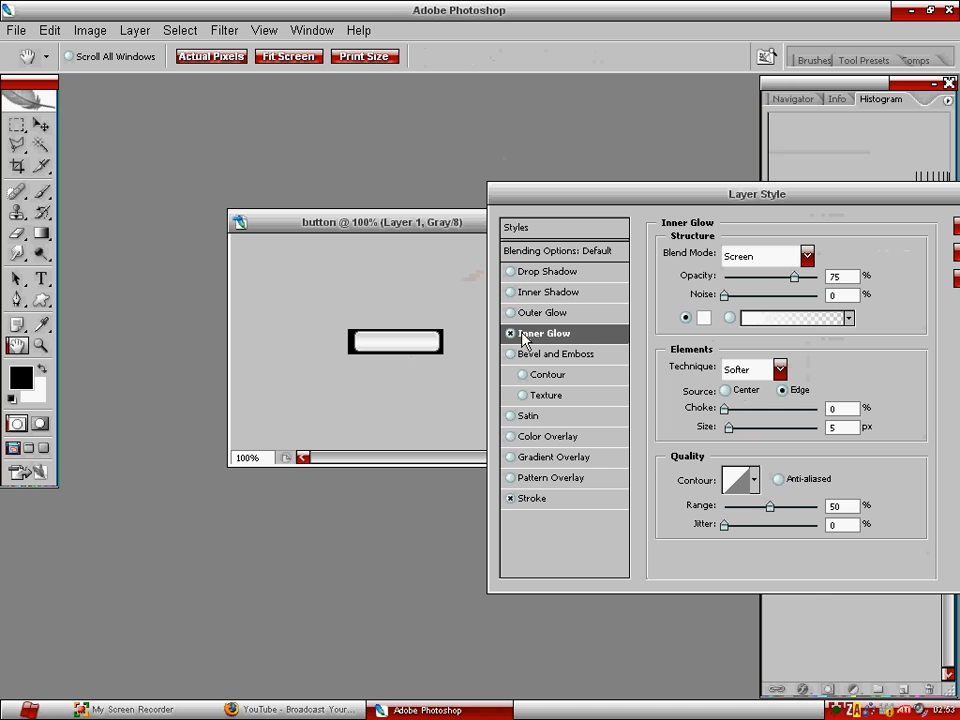 Adobe Photoshop
File Edit Image Layer Select Filter View Window Help
Scroll All Windows Actual Pixels Fit Screen Print Size Brushes Tool Presets Comps
Navigator Info Histogram
Layer Style
button @ 100% (Layer 1, Gray/8)
Styles
Blending Options: Default
Drop Shadow
Inner Shadow
Outer Glow
Inner Glow
Bevel and Emboss
Contour
Texture
Satin
Color Overlay
Gradient Overlay
Pattern Overlay
Stroke
Inner Glow
Structure
Blend Mode: Screen
Opacity: 75 %
Noise: 0 %
Elements
Technique: Softer
Source: Center Edge
Choke: 0 %
Size: 5 px
Quality
Contour: Anti-aliased
Range: 50 %
Jitter: 0 %
100%
My Screen Recorder YouTube - Broadcast Your... Adobe Photoshop ZA ATI 02:53